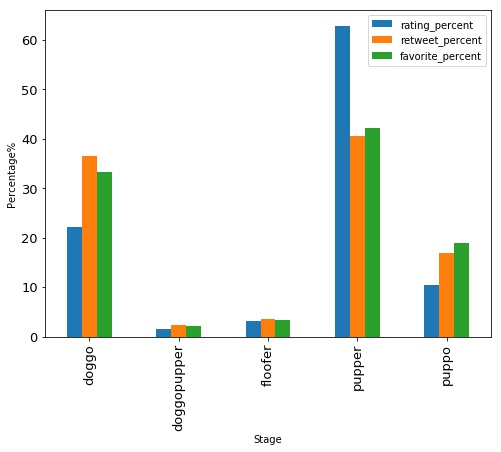 rating_percent
retweet_percent
favorite_percent
Percentage%
60
50
40
30
20
10
0
doggo
doggopupper
floofer
pupper
puppo
Stage